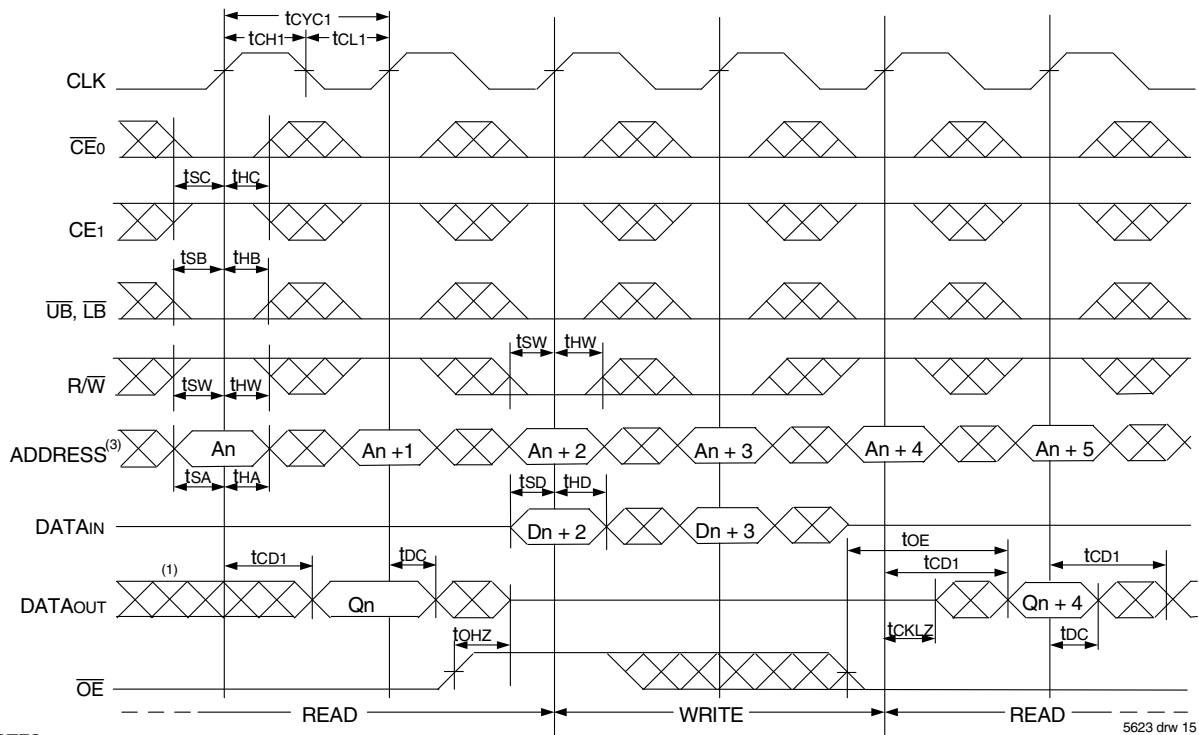 tCYC1
tCH1 tCL1
CLK
CE0
tSC tHC
CE1
tSB tHB
UB, LB
tSW tHW
R/W
tSW tHW
ADDRESS(3) An An +1 An + 2 An + 3 An + 4 An + 5
tSA tHA
tSD tHD
DATAIN Dn + 2 Dn + 3
tOE
(1) tCD1 tDC tCD1 tCD1
DATAOUT Qn Qn + 4
tOHZ tCKLZ tDC
OE
READ WRITE READ
5623 drw 15